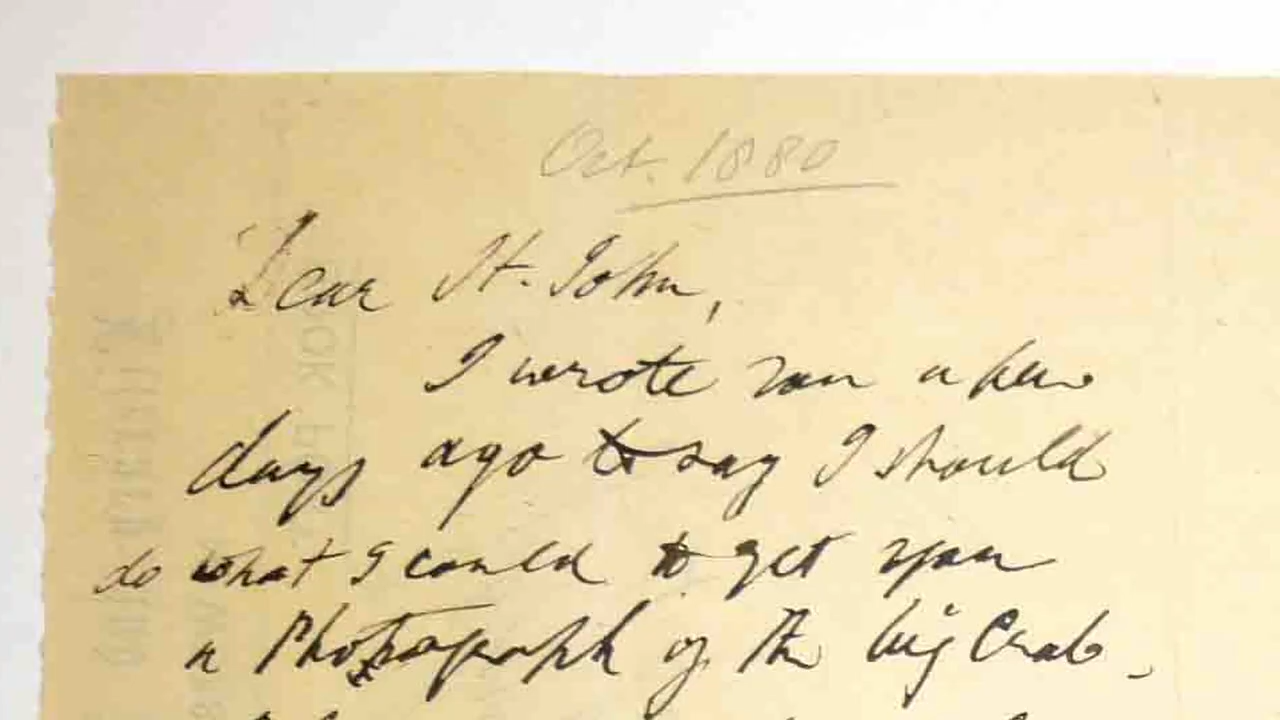 Oct. 1880
Dear St. John,
I wrote you a few
days ago to say I should
do what I could to get you
a Photograph of the big Crab.